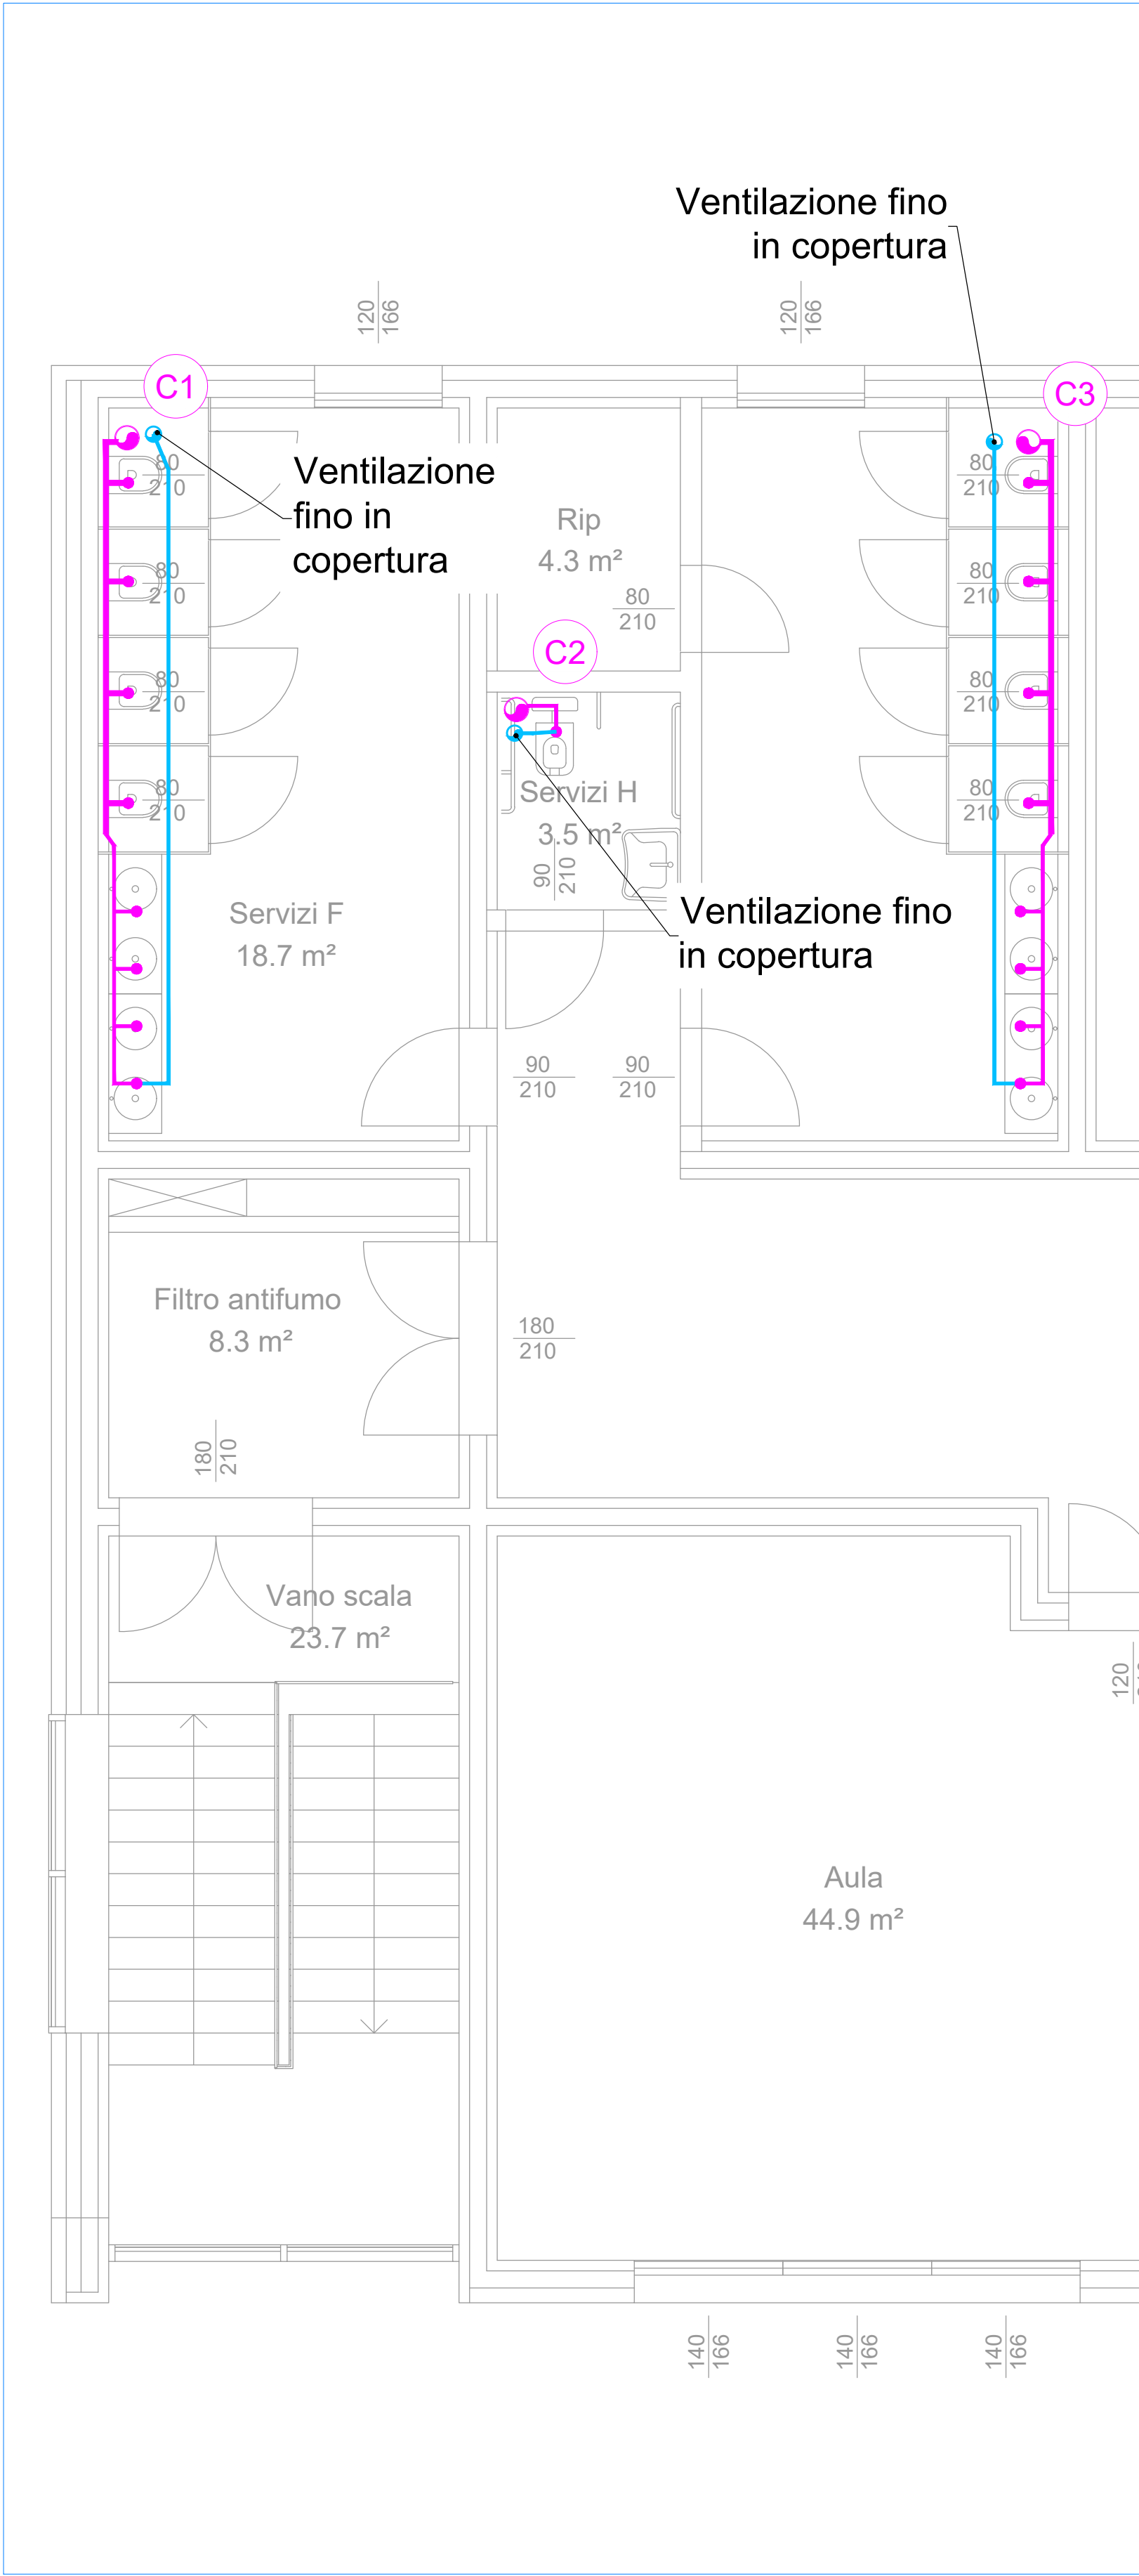 Ventilazione fino
in copertura
120
166
120
166
C1
C3
Ventilazione
fino in
copertura
80
210
80
210
Rip
4.3 m²
80
210
80
210
80
210
C2
80
210
80
210
80
210
80
210
Servizi H
3.5 m²
90
210
Servizi F
18.7 m²
Ventilazione fino
in copertura
90
210
90
210
Filtro antifumo
8.3 m²
180
210
180
210
Vano scala
23.7 m²
120
Aula
44.9 m²
140
166
140
166
140
166